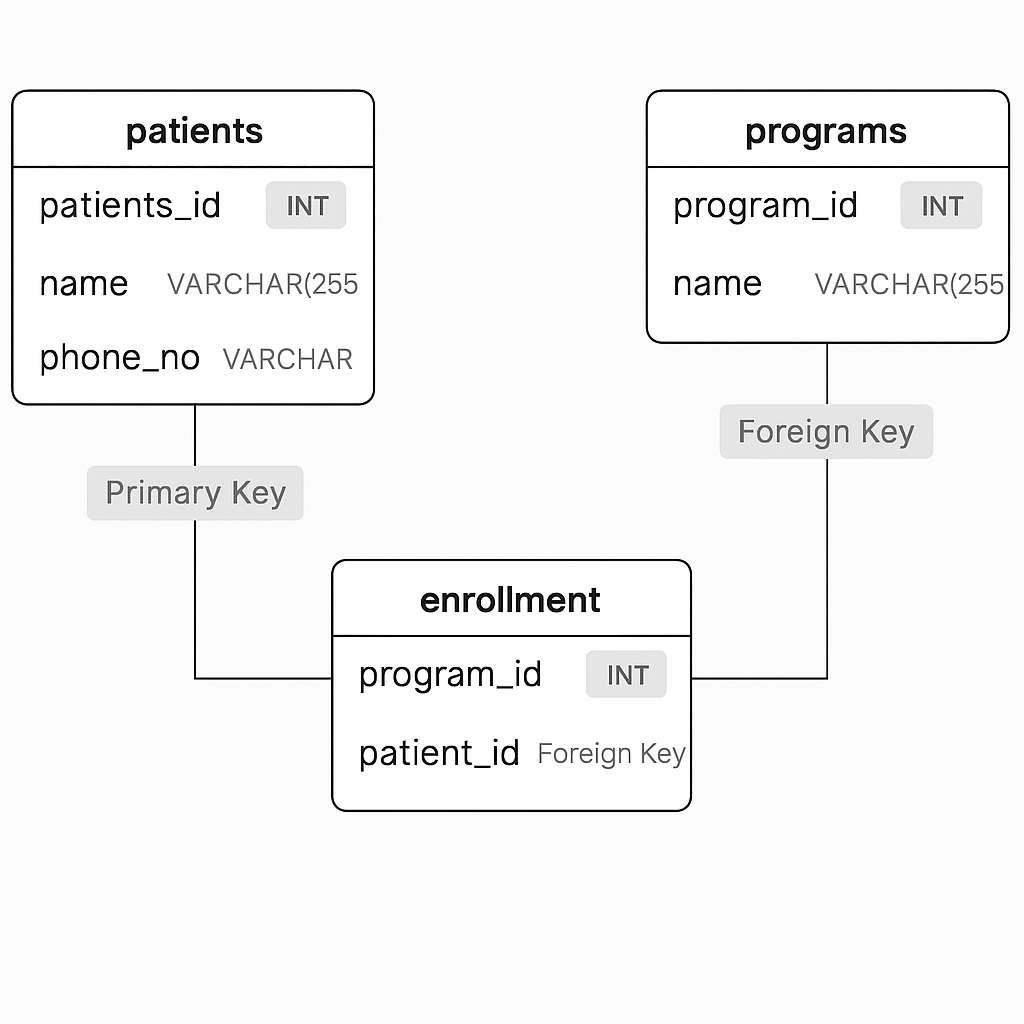 patients
patients_id INT
name VARCHAR(255
phone_no VARCHAR
programs
program_id INT
name VARCHAR(255
Primary Key
Foreign Key
enrollment
program_id INT
patient_id Foreign Key